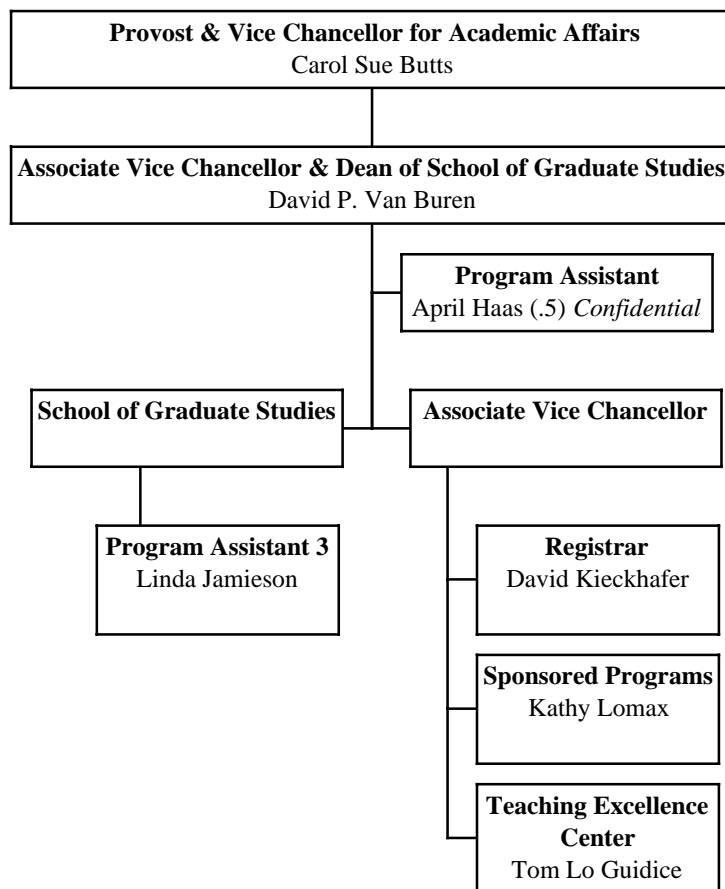 Provost & Vice Chancellor for Academic Affairs
Carol Sue Butts
Associate Vice Chancellor & Dean of School of Graduate Studies
David P. Van Buren
Program Assistant
April Haas (.5) Confidential
School of Graduate Studies
Associate Vice Chancellor
Program Assistant 3
Linda Jamieson
Registrar
David Kieckhafer
Sponsored Programs
Kathy Lomax
Teaching Excellence
Center
Tom Lo Guidice